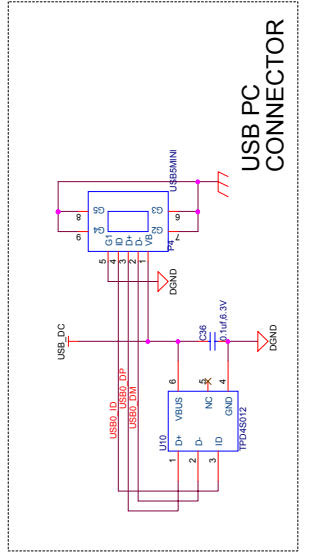 USB PC
CONNECTOR
USB5MINI
P4
G5
G4
G3
G2
8
9
6
7
G1
ID
D+
D-
VB
5
4
3
2
1
DGND
USB_DC
USB0_ID
USB0_DP
USB0_DM
C36
0.1uf,6.3V
DGND
U10
TPD4S012
6
5
4
VBUS
NC
GND
D+
D-
ID
1
2
3